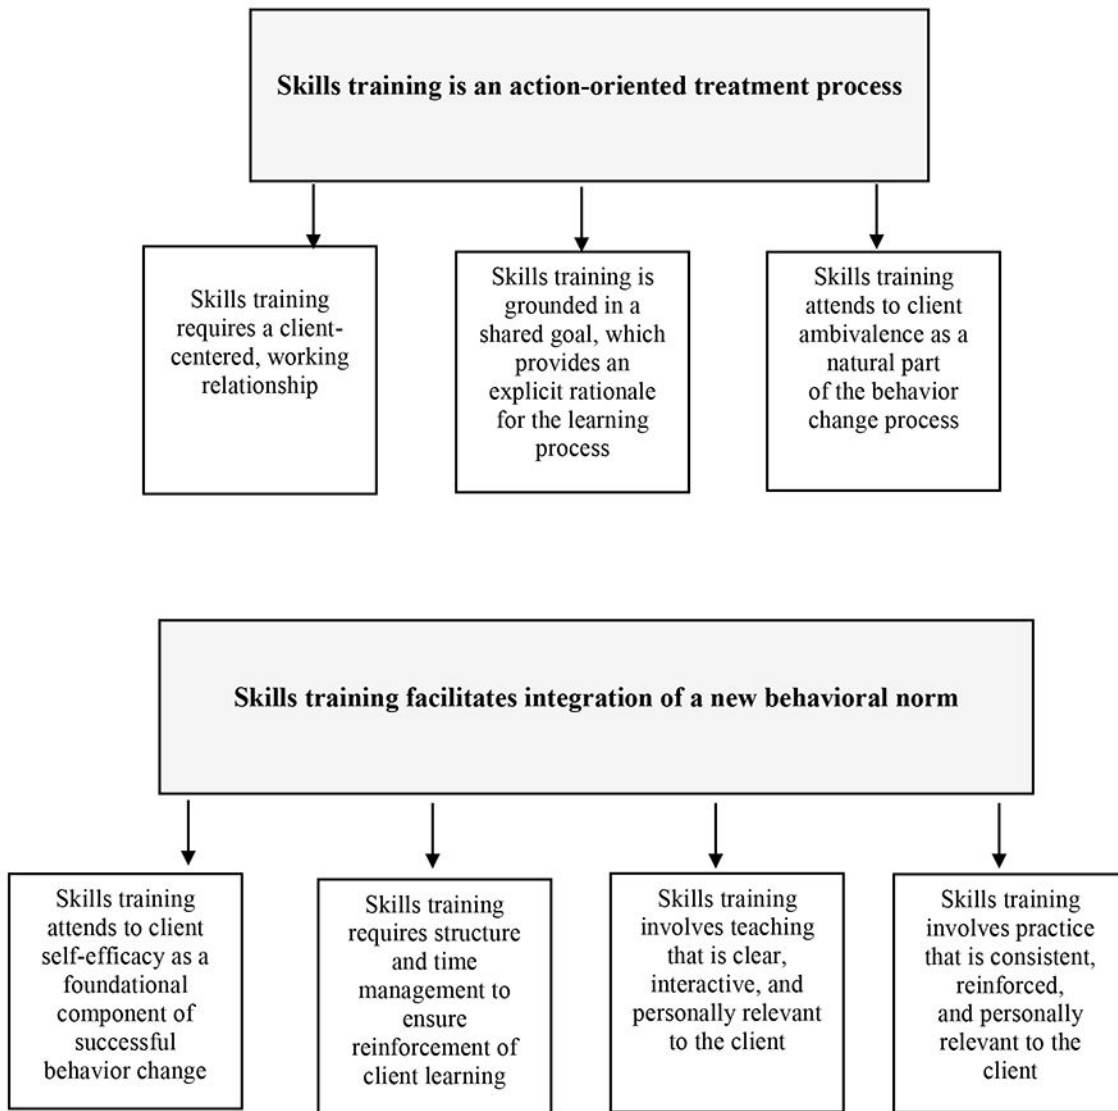 Skills training is an action-oriented treatment process
Skills training
requires a client-
centered, working
relationship
Skills training is
grounded in a
shared goal, which
provides an
explicit rationale
for the learning
process
Skills training
attends to client
ambivalence as a
natural part
of the behavior
change process
Skills training facilitates integration of a new behavioral norm
Skills training
attends to client
self-efficacy as a
foundational
component of
successful
behavior change
Skills training
requires structure
and time
management to
ensure
reinforcement of
client learning
Skills training
involves teaching
that is clear,
interactive, and
personally relevant
to the client
Skills training
involves practice
that is consistent,
reinforced,
and personally
relevant to the
client